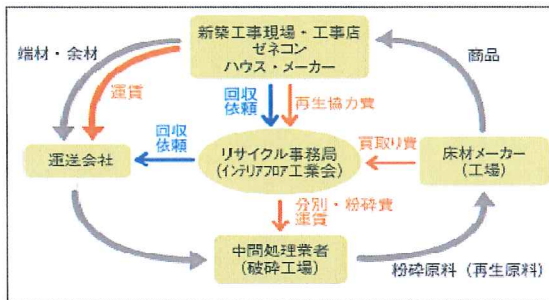 新築工事現場・工事店
ゼネコン
ハウス・メーカー
端材・余材
運賃
商品
回収
依頼
再生協力費
回収
依頼
買取り費
運送会社
リサイクル事務局
(インテリアフロア工業会)
床材メーカー
(工場)
分別・粉砕費
運賃
中間処理業者
(破砕工場)
粉砕原料(再生原料)